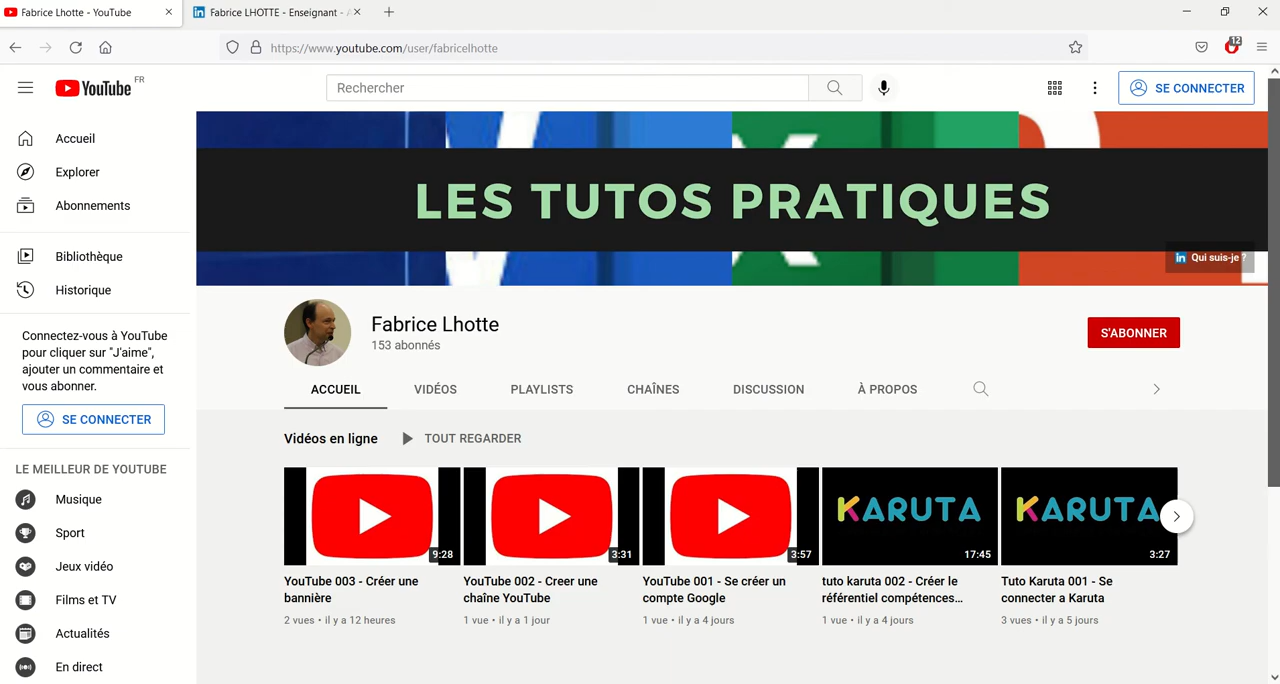 Fabrice Lhotte - YouTube
Fabrice LHOTTE - Enseignant -
https://www.youtube.com/user/fabricelhotte
12
YouTube FR
Rechercher
SE CONNECTER
Accueil
Explorer
Abonnements
Bibliothèque
Historique
Connectez-vous à YouTube
pour cliquer sur "J'aime",
ajouter un commentaire et
vous abonner.
SE CONNECTER
LE MEILLEUR DE YOUTUBE
Musique
Sport
Jeux vidéo
Films et TV
Actualités
En direct
LES TUTOS PRATIQUES
in Qui suis-je ?
Fabrice Lhotte
153 abonnés
S'ABONNER
ACCUEIL VIDÉOS PLAYLISTS CHAÎNES DISCUSSION À PROPOS
Vidéos en ligne TOUT REGARDER
9:28
YouTube 003 - Créer une
bannière
2 vues • il y a 12 heures
3:31
YouTube 002 - Creer une
chaîne YouTube
1 vue • il y a 1 jour
3:57
YouTube 001 - Se créer un
compte Google
1 vue • il y a 4 jours
KARUTA
17:45
tuto karuta 002 - Créer le
référentiel compétences...
1 vue • il y a 4 jours
KARUTA
3:27
Tuto Karuta 001 - Se
connecter a Karuta
3 vues • il y a 5 jours